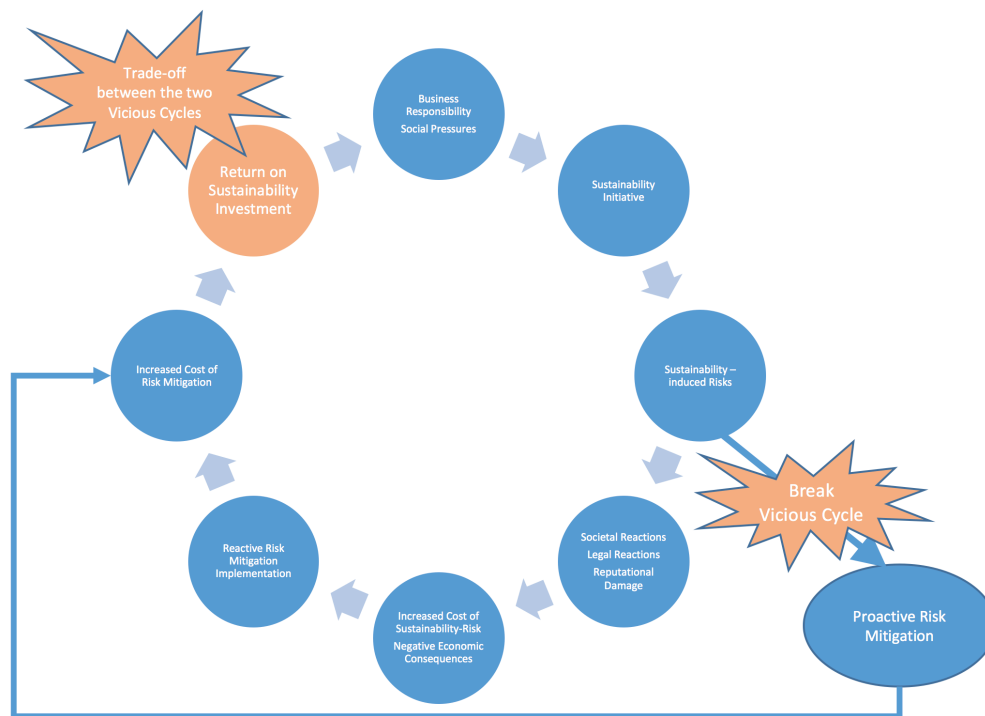 Trade-off
between the two
Vicious Cycles
Business
Responsibility
Social Pressures
Return on
Sustainability
Investment
Sustainability
Initiative
Increased Cost of
Risk Mitigation
Sustainability –
induced Risks
Break
Vicious Cycle
Societal Reactions
Legal Reactions
Reputational
Damage
Reactive Risk
Mitigation
Implementation
Increased Cost of
Sustainability-Risk
Negative Economic
Consequences
Proactive Risk
Mitigation